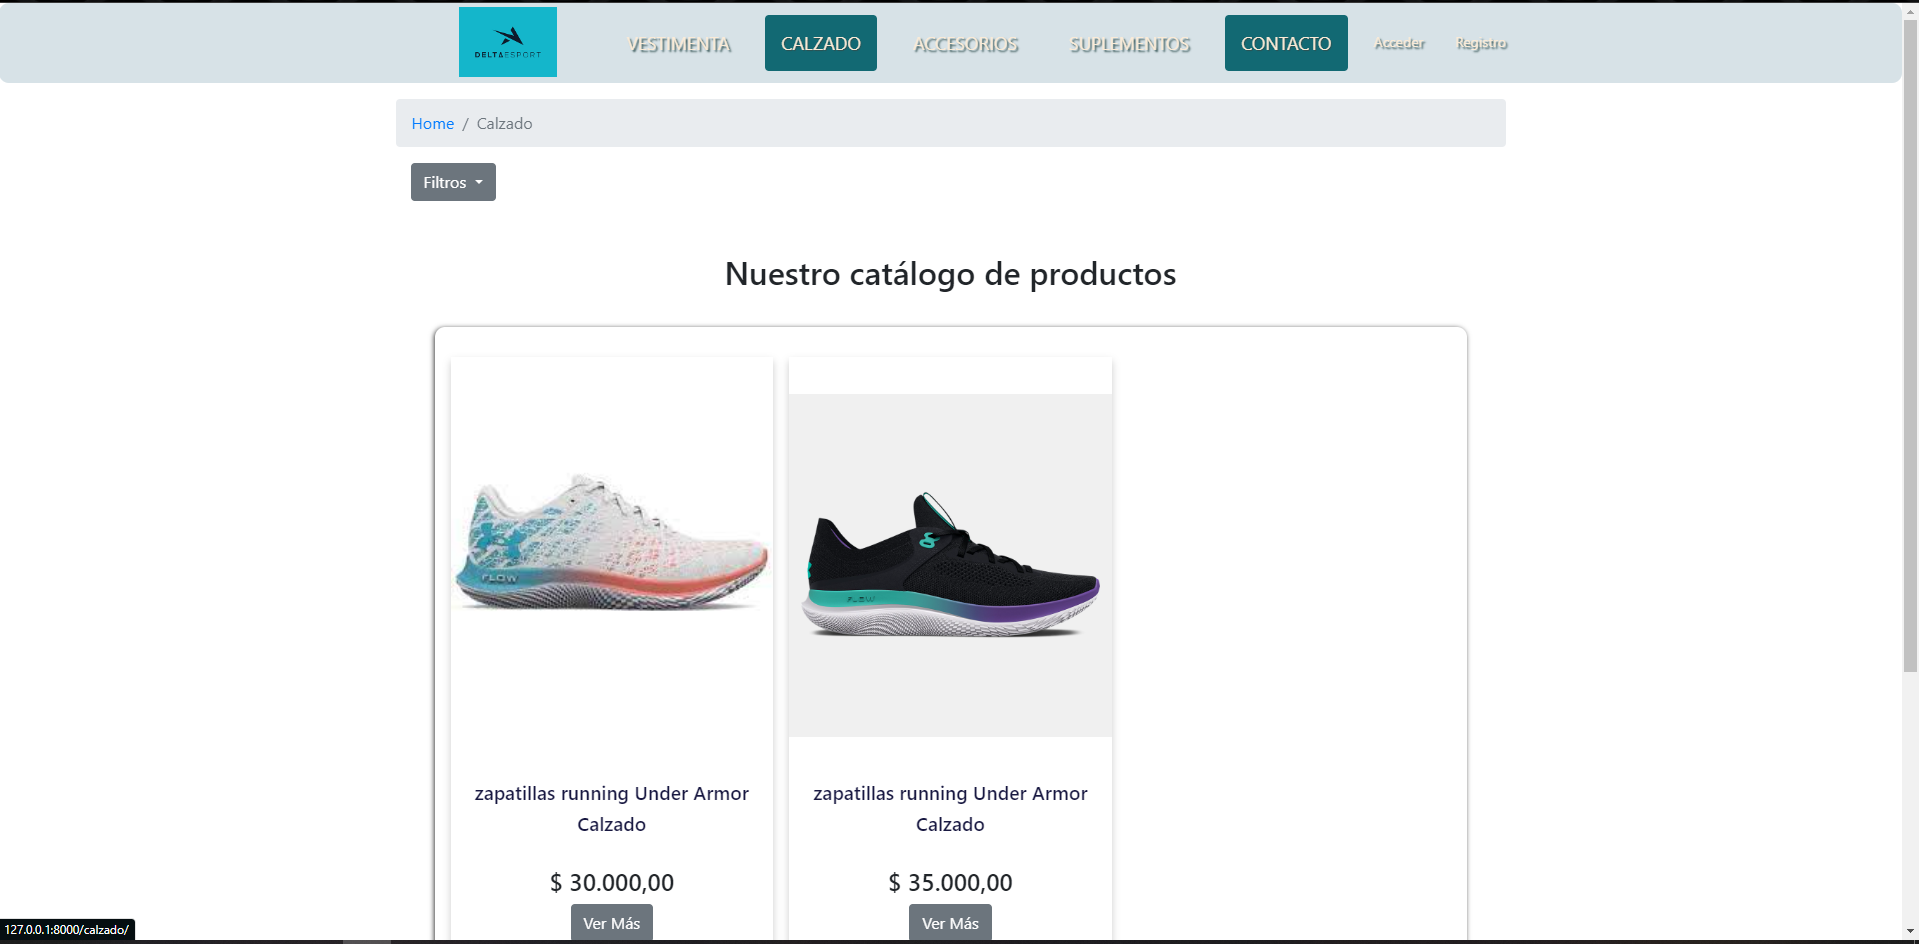 DELTAESPORT
VESTIMENTA
CALZADO
ACCESORIOS
SUPLEMENTOS
CONTACTO
Acceder
Registro
Home / Calzado
Filtros
Nuestro catálogo de productos
FLOW
FLOW
zapatillas running Under Armor
Calzado
$ 30.000,00
Ver Más
zapatillas running Under Armor
Calzado
$ 35.000,00
Ver Más
127.0.0.1:8000/calzado/